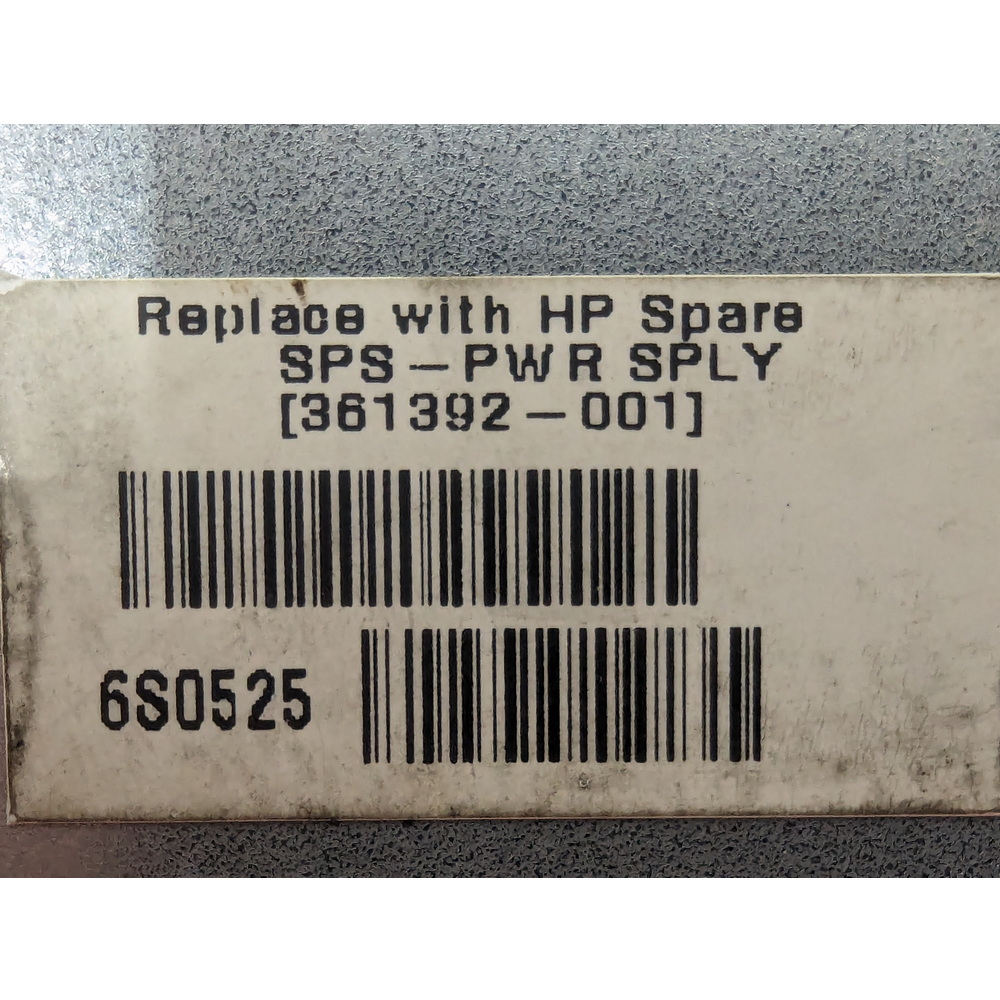 Replace with HP Spare
SPS-PWR SPLY
[361392-001]
6S0525